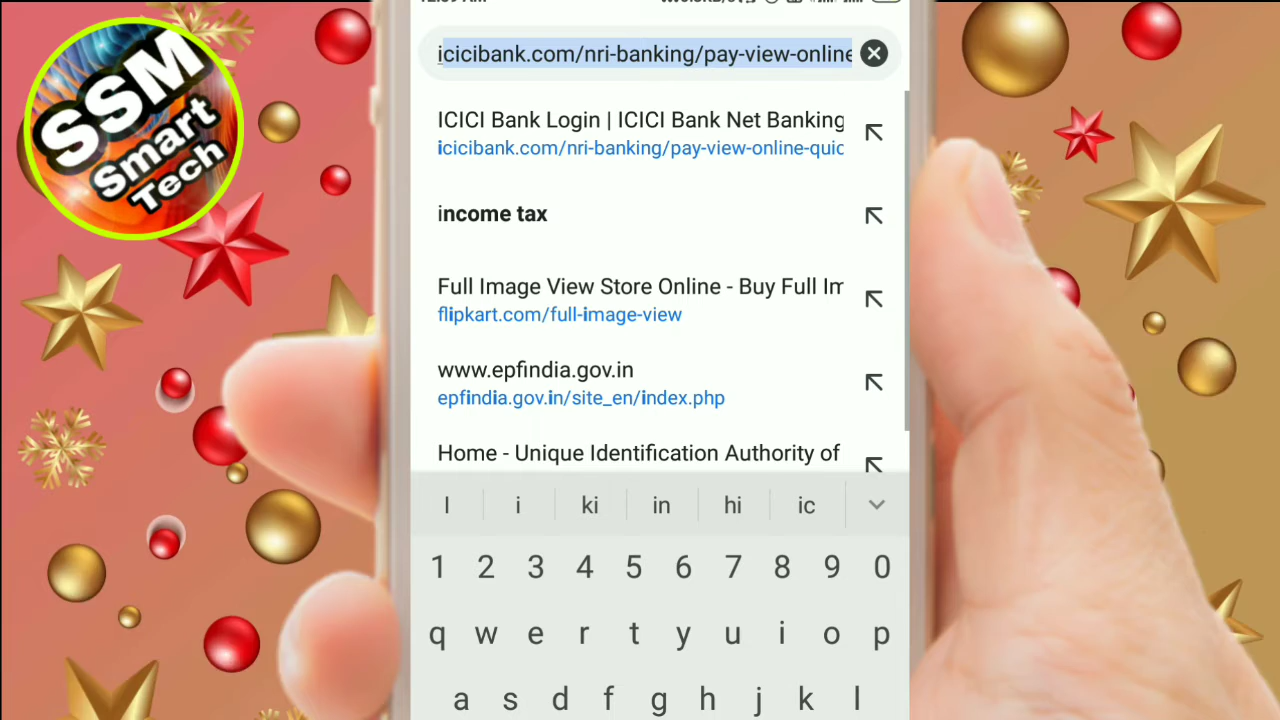 SSM
Smart
Tech
icicibank.com/nri-banking/pay-view-online
ICICI Bank Login | ICICI Bank Net Banking
icicibank.com/nri-banking/pay-view-online-quic
income tax
Full Image View Store Online - Buy Full Im
flipkart.com/full-image-view
www.epfindia.gov.in
epfindia.gov.in/site_en/index.php
Home - Unique Identification Authority of
I i ki in hi ic
1 2 3 4 5 6 7 8 9 0
q w e r t y u i o p
a s d f g h j k l